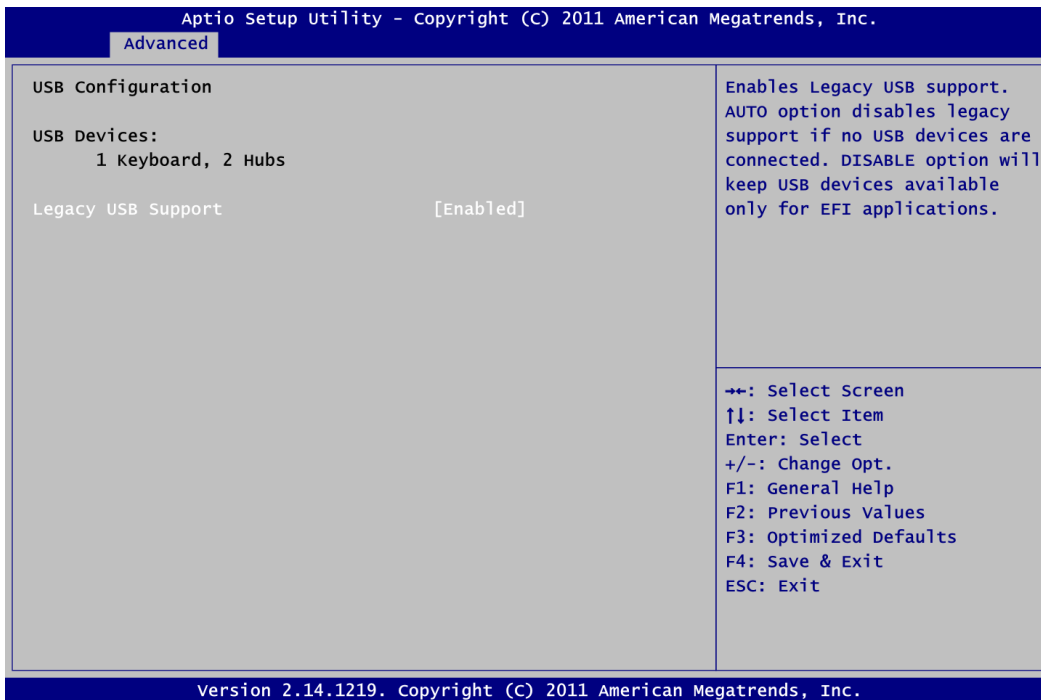 Aptio Setup Utility - Copyright (C) 2011 American Megatrends, Inc.
Advanced
USB Configuration
USB Devices:
1 Keyboard, 2 Hubs
Legacy USB Support [Enabled]
Enables Legacy USB support.
AUTO option disables legacy
support if no USB devices are
connected. DISABLE option will
keep USB devices available
only for EFI applications.
→←: Select Screen
↑↓: Select Item
Enter: Select
+/-: Change Opt.
F1: General Help
F2: Previous Values
F3: Optimized Defaults
F4: Save & Exit
ESC: Exit
Version 2.14.1219. Copyright (C) 2011 American Megatrends, Inc.